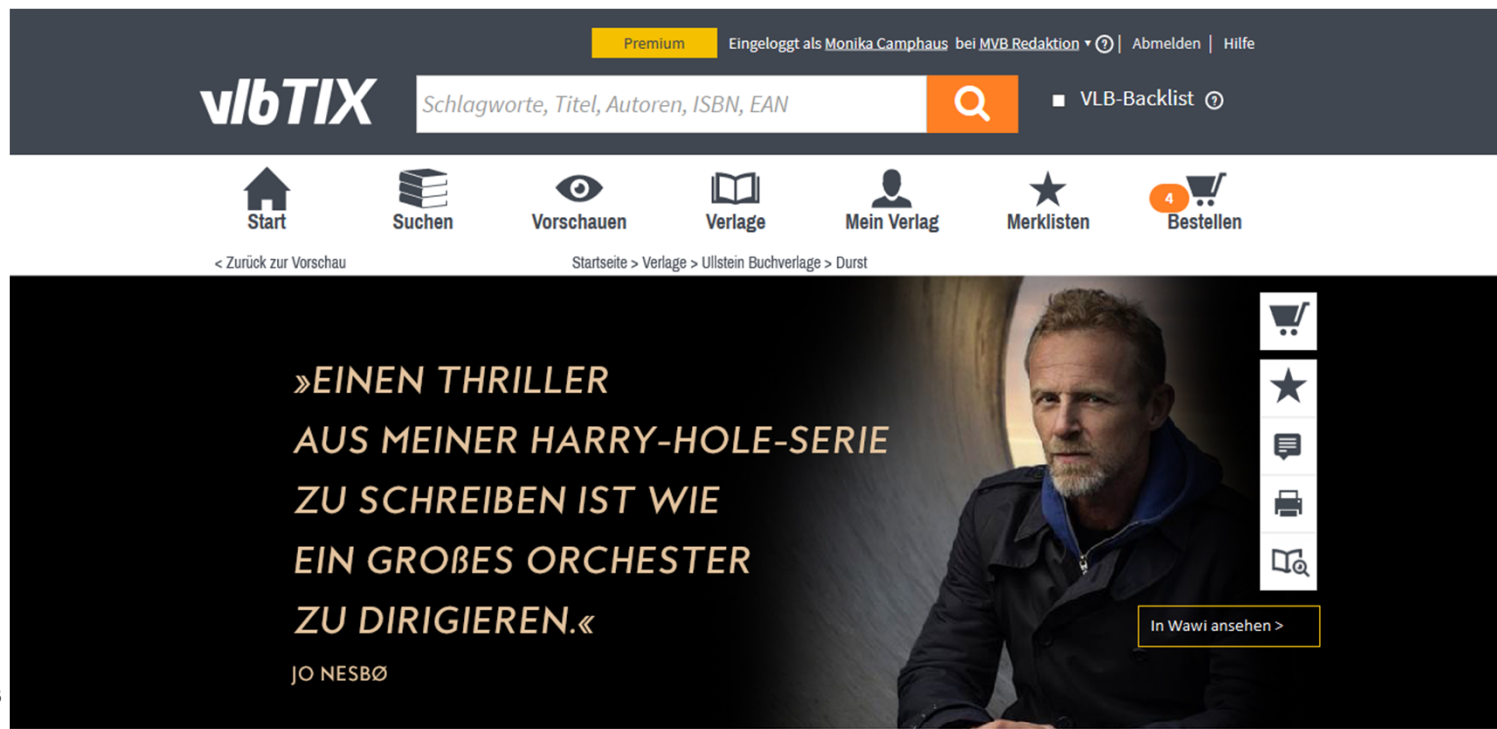 Premium Eingeloggt als Monika Camphaus bei MVB Redaktion ? | Abmelden | Hilfe
vlbTIX Schlagworte, Titel, Autoren, ISBN, EAN VLB-Backlist ?
Start Suchen Vorschauen Verlage Mein Verlag Merklisten 4 Bestellen
< Zurück zur Vorschau Startseite > Verlage > Ullstein Buchverlage > Durst
»EINEN THRILLER
AUS MEINER HARRY-HOLE-SERIE
ZU SCHREIBEN IST WIE
EIN GROßES ORCHESTER
ZU DIRIGIEREN.«
In Wawi ansehen >
JO NESBØ